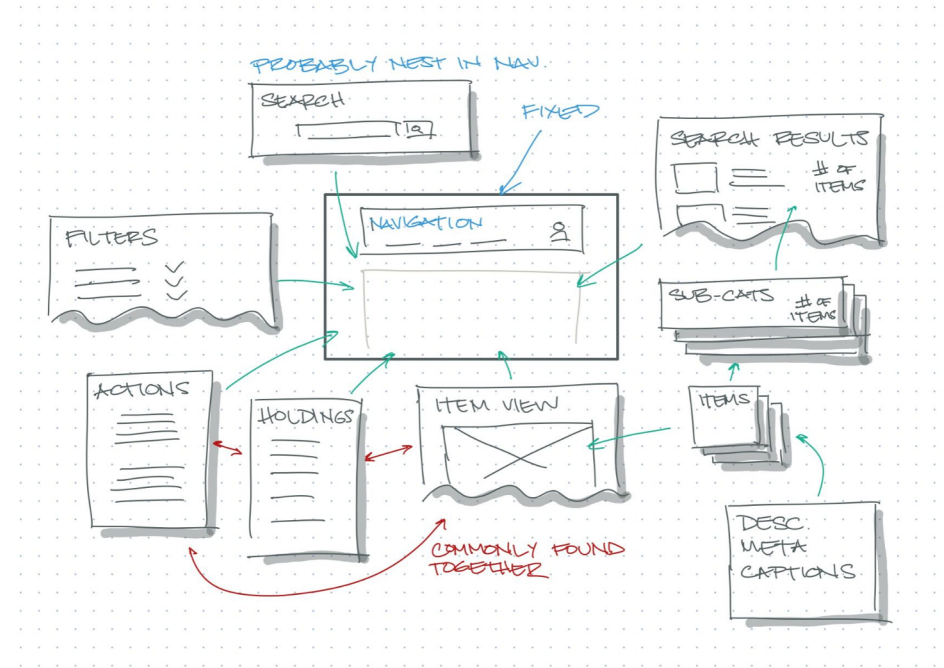 PROBABLY NEST IN NAV.
SEARCH
FIXED
SEARCH RESULTS
# OF
ITEMS
NAVIGATION
FILTERS
SUB-CATS
# OF
ITEMS
ACTIONS
HOLDINGS
ITEM VIEW
ITEMS
COMMONLY FOUND
TOGETHER
DESC.
META
CAPTIONS